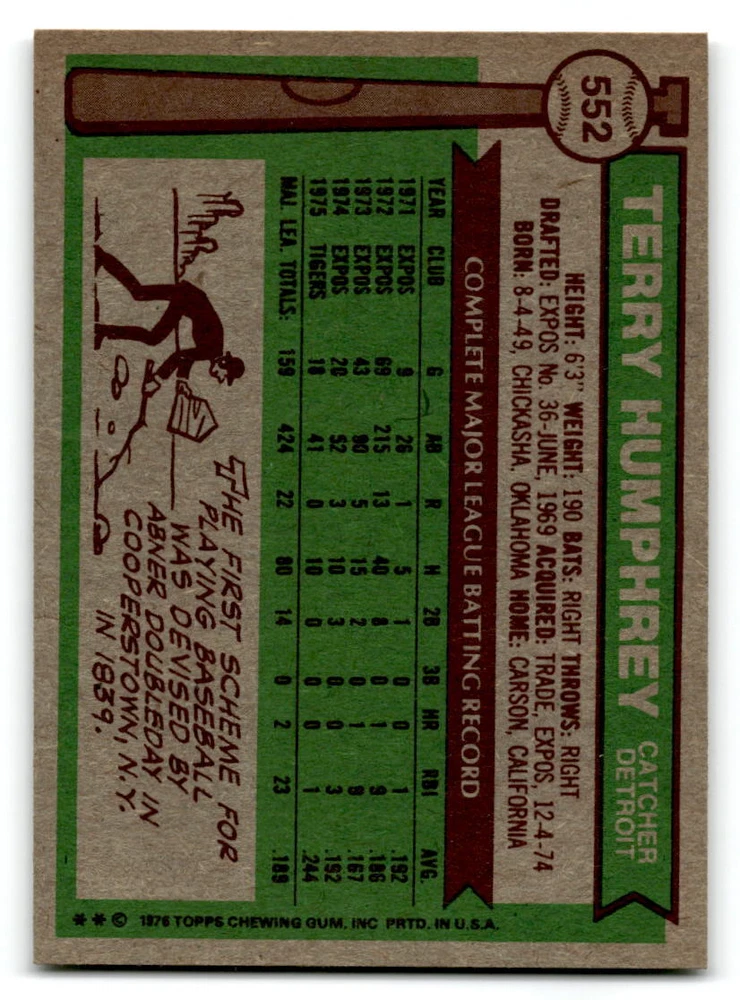 552
TERRY HUMPHREY
CATCHER
DETROIT
HEIGHT: 6'3" WEIGHT: 190 BATS: RIGHT THROWS: RIGHT
DRAFTED: EXPOS No. 36-JUNE, 1969 ACQUIRED: TRADE, EXPOS, 12-4-74
BORN: 8-4-49, CHICKASHA, OKLAHOMA HOME: CARSON, CALIFORNIA
COMPLETE MAJOR LEAGUE BATTING RECORD
YEAR CLUB G AB R H 2B 3B HR RBI AVG.
1971 EXPOS 9 26 1 5 1 0 0 1 .192
1972 EXPOS 69 215 13 40 8 0 1 9 .186
1973 EXPOS 43 90 5 15 2 0 1 9 .167
1974 EXPOS 20 52 3 10 3 0 0 3 .192
1975 TIGERS 18 41 0 10 0 0 0 1 .244
MAJ. LEA. TOTALS: 159 424 22 80 14 0 2 23 .189
THE FIRST SCHEME FOR
PLAYING BASEBALL
WAS DEVISED BY
ABNER DOUBLEDAY IN
COOPERSTOWN, N.Y.
IN 1839.
** © 1976 TOPPS CHEWING GUM, INC PRTD. IN U.S.A.